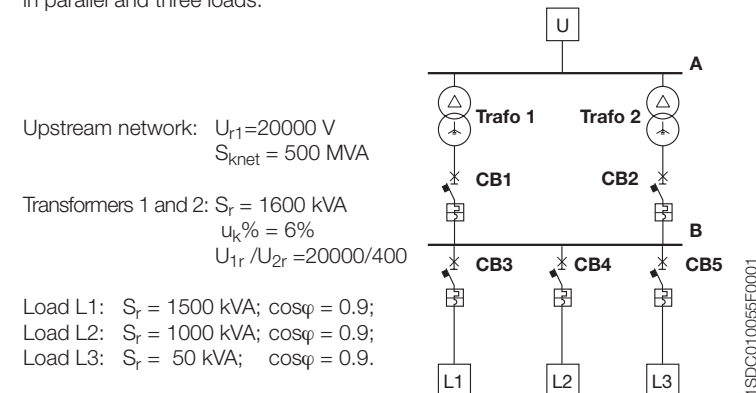 in parallel and three loads.
Upstream network: Ur1=20000 V
Sknet = 500 MVA
Transformers 1 and 2: Sr = 1600 kVA
uk% = 6%
U1r /U2r =20000/400
Load L1: Sr = 1500 kVA; cosφ = 0.9;
Load L2: Sr = 1000 kVA; cosφ = 0.9;
Load L3: Sr = 50 kVA; cosφ = 0.9.
U
A
Trafo 1
Trafo 2
CB1
CB2
B
CB3
CB4
CB5
L1
L2
L3
1SDC010055F0001